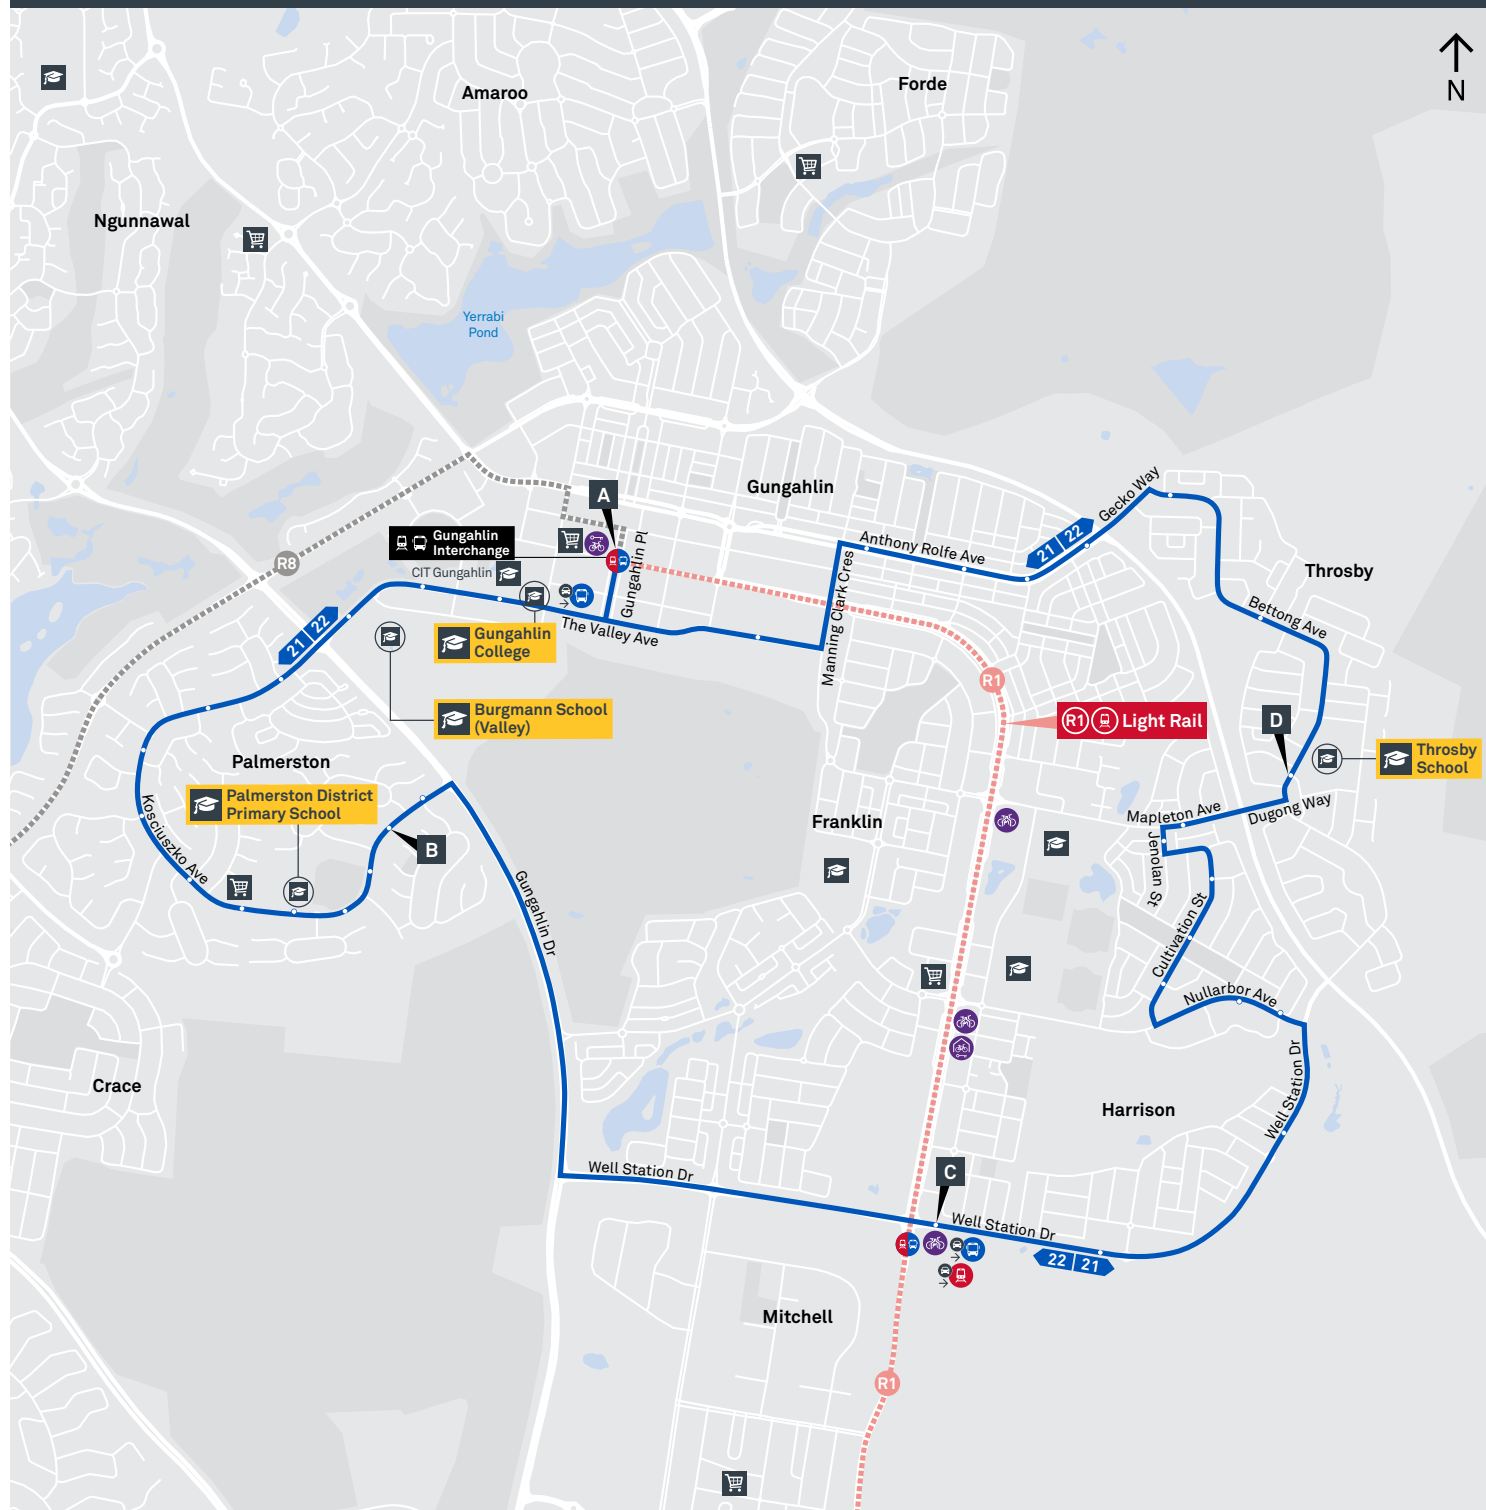 N
Amaroo
Forde
Ngunnawal
Yerrabi
Pond
Gungahlin
A
Gungahlin
Interchange
CIT Gungahlin
Gungahlin Pl
R8
Gungahlin
College
The Valley Ave
Manning Clark Cres
Anthony Rolfe Ave
21 22
Gecko Way
Throsby
Bettong Ave
21 22
Burgmann School
(Valley)
R1
R1 Light Rail
D
Throsby
School
Palmerston
Palmerston District
Primary School
Kosciuszko Ave
B
Gungahlin Dr
Franklin
Mapleton Ave
Dugong Way
Jenolan St
Cultivation St
Nullarbor Ave
Crace
Harrison
Well Station Dr
Well Station Dr
C
Well Station Dr
22 21
Mitchell
R1